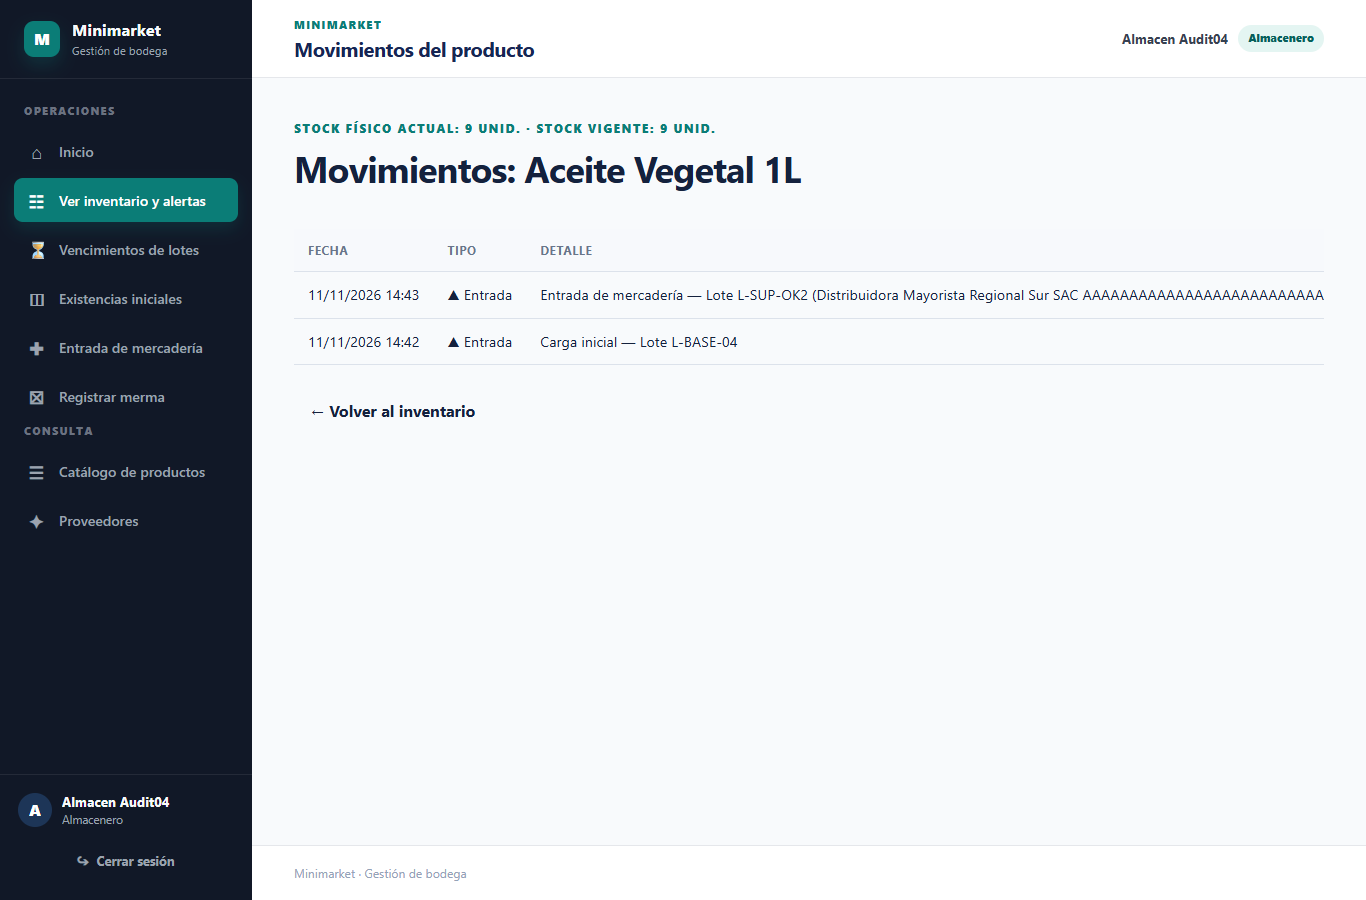 M
Minimarket
Gestión de bodega
OPERACIONES
Inicio
Ver inventario y alertas
Vencimientos de lotes
Existencias iniciales
Entrada de mercadería
Registrar merma
CONSULTA
Catálogo de productos
Proveedores
A
Almacen Audit04
Almacenero
↪ Cerrar sesión
MINIMARKET
Movimientos del producto
Almacen Audit04 Almacenero
STOCK FÍSICO ACTUAL: 9 UNID. · STOCK VIGENTE: 9 UNID.
Movimientos: Aceite Vegetal 1L
FECHA TIPO DETALLE
11/11/2026 14:43 ▲ Entrada Entrada de mercadería — Lote L-SUP-OK2 (Distribuidora Mayorista Regional Sur SAC AAAAAAAAAAAAAAAAAAAAAAAAAA
11/11/2026 14:42 ▲ Entrada Carga inicial — Lote L-BASE-04
← Volver al inventario
Minimarket · Gestión de bodega